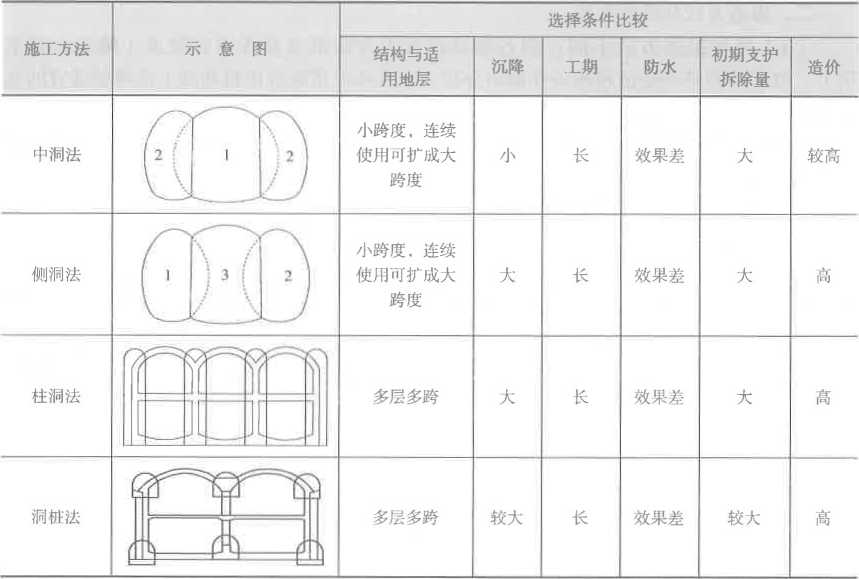 选择条件比较
施工方法 示 意 图 结构与适 沉降 工期 防水 初期支护 造价
用地层 拆除量
中洞法 2 1 2 小跨度，连续 小 长 效果差 大 较高
使用可扩成大
跨度
侧洞法 1 3 2 小跨度，连续 大 长 效果差 大 高
使用可扩成大
跨度
柱洞法 多层多跨 大 长 效果差 大 高
洞桩法 多层多跨 较大 长 效果差 较大 高